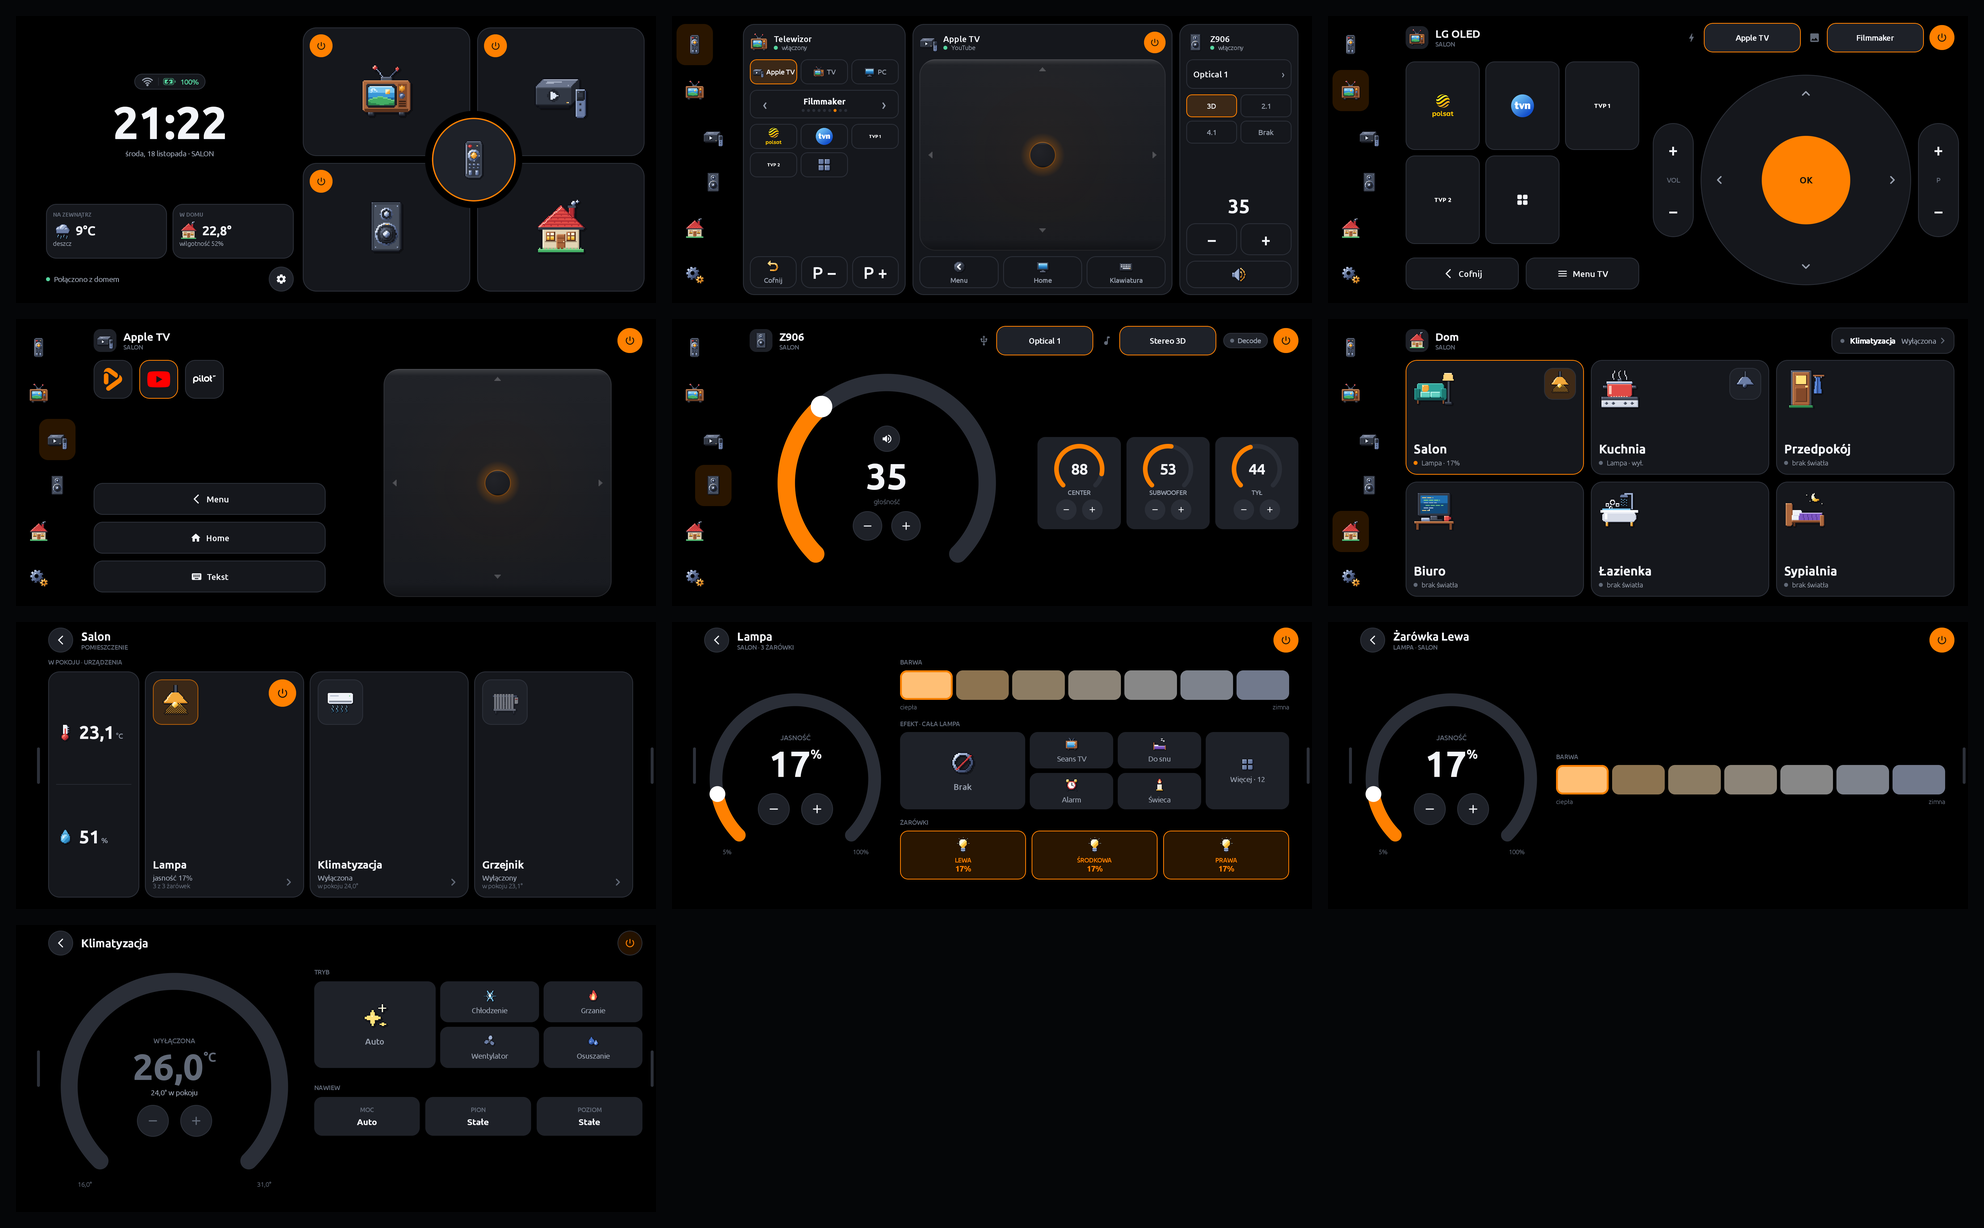 100%
21:22
środa, 18 listopada · SALON
NA ZEWNĄTRZ
9°C
deszcz
W DOMU
22,8°
wilgotność 52%
Połączono z domem
Telewizor
włączony
Apple TV
TV
PC
Filmmaker
polsat
tvn
TVP1
TVP 2
Cofnij
P −
P +
Apple TV
YouTube
Menu
Home
Klawiatura
Z906
włączony
Optical 1
3D
2.1
4.1
Brak
35
−
+
LG OLED
SALON
Apple TV
Filmmaker
polsat
tvn
TVP 1
TVP 2
Cofnij
Menu TV
+
VOL
−
OK
+
P
−
Apple TV
SALON
pilot
Menu
Home
Tekst
Z906
SALON
Optical 1
Stereo 3D
Decode
35
głośność
−
+
88
CENTER
− +
53
SUBWOOFER
− +
44
TYŁ
− +
Dom
SALON
Klimatyzacja Wyłączona
Salon
Lampa · 17%
Kuchnia
Lampa · wył.
Przedpokój
brak światła
Biuro
brak światła
Łazienka
brak światła
Sypialnia
brak światła
Salon
POMIESZCZENIE
W POKOJU · URZĄDZENIA
23,1 °C
51 %
Lampa
jasność 17%
3 z 3 żarówek
Klimatyzacja
Wyłączona
w pokoju 24,0°
Grzejnik
Wyłączony
w pokoju 23,1°
Lampa
SALON · 3 ŻARÓWKI
JASNOŚĆ
17%
−
+
5%
100%
BARWA
ciepła
zimna
EFEKT · CAŁA LAMPA
Brak
Seans TV
Do snu
Alarm
Świeca
Więcej · 12
ŻARÓWKI
LEWA
17%
ŚRODKOWA
17%
PRAWA
17%
Żarówka Lewa
LAMPA · SALON
JASNOŚĆ
17%
−
+
5%
100%
BARWA
ciepła
zimna
Klimatyzacja
WYŁĄCZONA
26,0°C
24,0° w pokoju
−
+
16,0°
31,0°
TRYB
Auto
Chłodzenie
Grzanie
Wentylator
Osuszanie
NAWIEW
MOC
Auto
PION
Stałe
POZIOM
Stałe